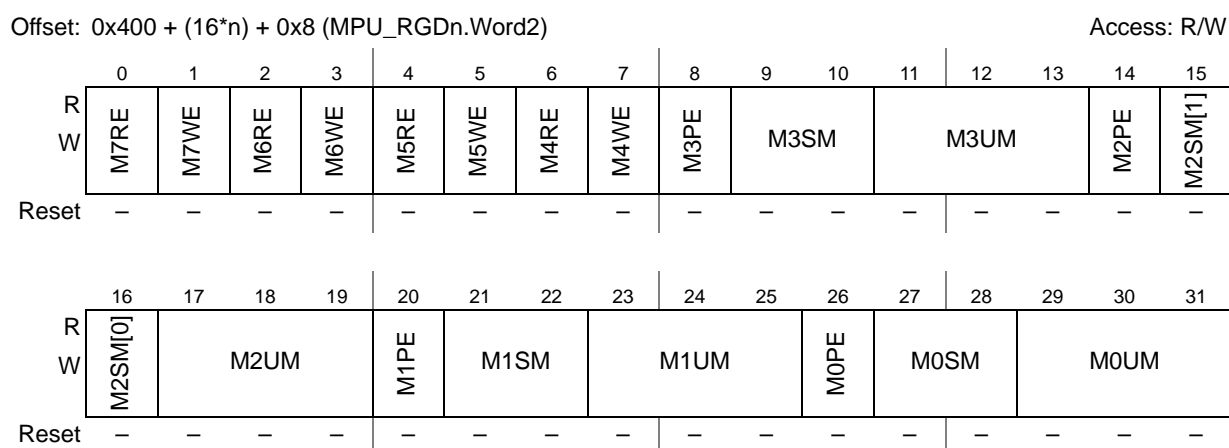 Offset: 0x400 + (16*n) + 0x8 (MPU_RGDn.Word2) Access: R/W
0 1 2 3 4 5 6 7 8 9 10 11 12 13 14 15
R
W
M7RE M7WE M6RE M6WE M5RE M5WE M4RE M4WE M3PE M3SM M3UM M2PE M2SM[1]
Reset – – – – – – – – – – – – – – – –
16 17 18 19 20 21 22 23 24 25 26 27 28 29 30 31
R
W
M2SM[0] M2UM M1PE M1SM M1UM M0PE M0SM M0UM
Reset – – – – – – – – – – – – – – – –